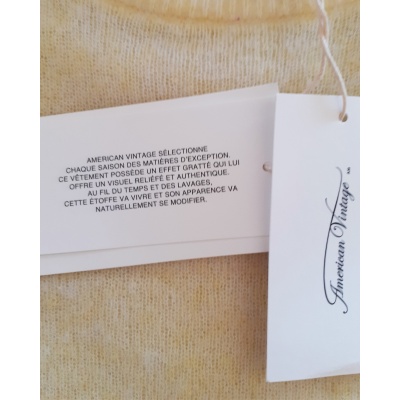 AMERICAN VINTAGE SÉLECTIONNE
CHAQUE SAISON DES MATIÈRES D'EXCEPTION.
CE VÊTEMENT POSSÈDE UN EFFET GRATTÉ QUI LUI
OFFRE UN VISUEL RELIÉFÉ ET AUTHENTIQUE.
AU FIL DU TEMPS ET DES LAVAGES,
CETTE ÉTOFFE VA VIVRE ET SON APPARENCE VA
NATURELLEMENT SE MODIFIER.
American Vintage